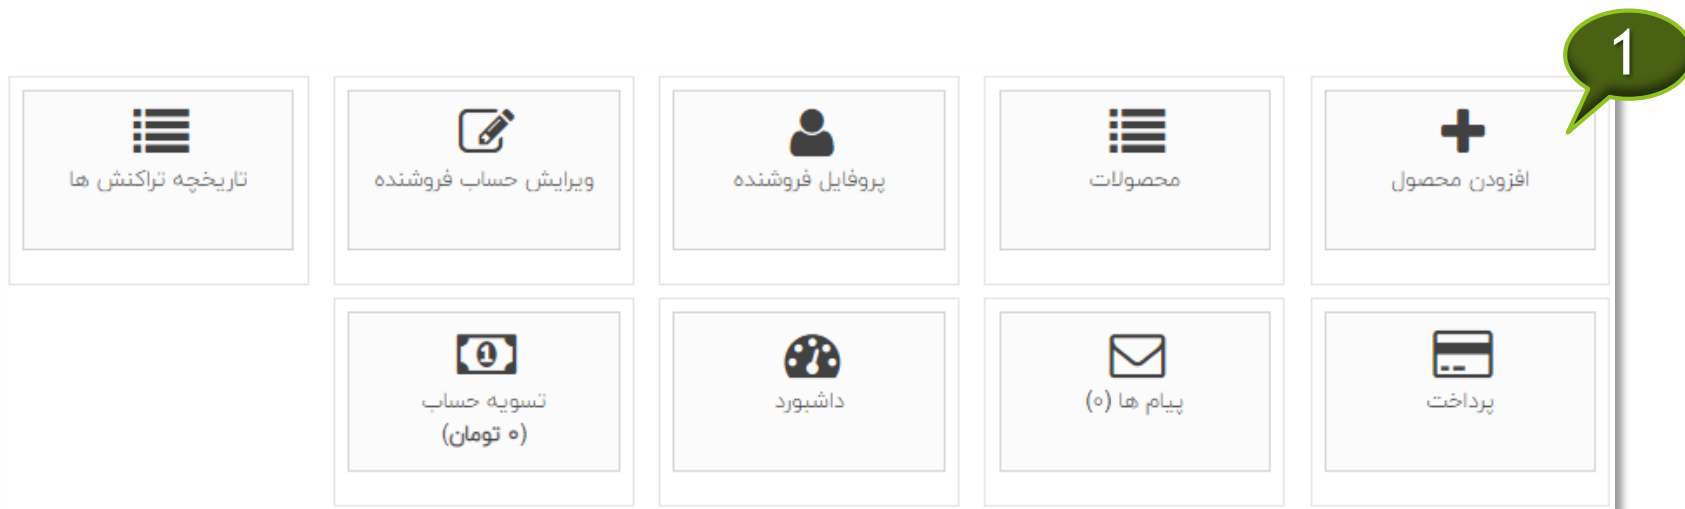 1
افزودن محصول
محصولات
پروفایل فروشنده
ویرایش حساب فروشنده
تاریخچه تراکنش ها
پرداخت
پیام ها (۰)
داشبورد
تسویه حساب
(۰ تومان)